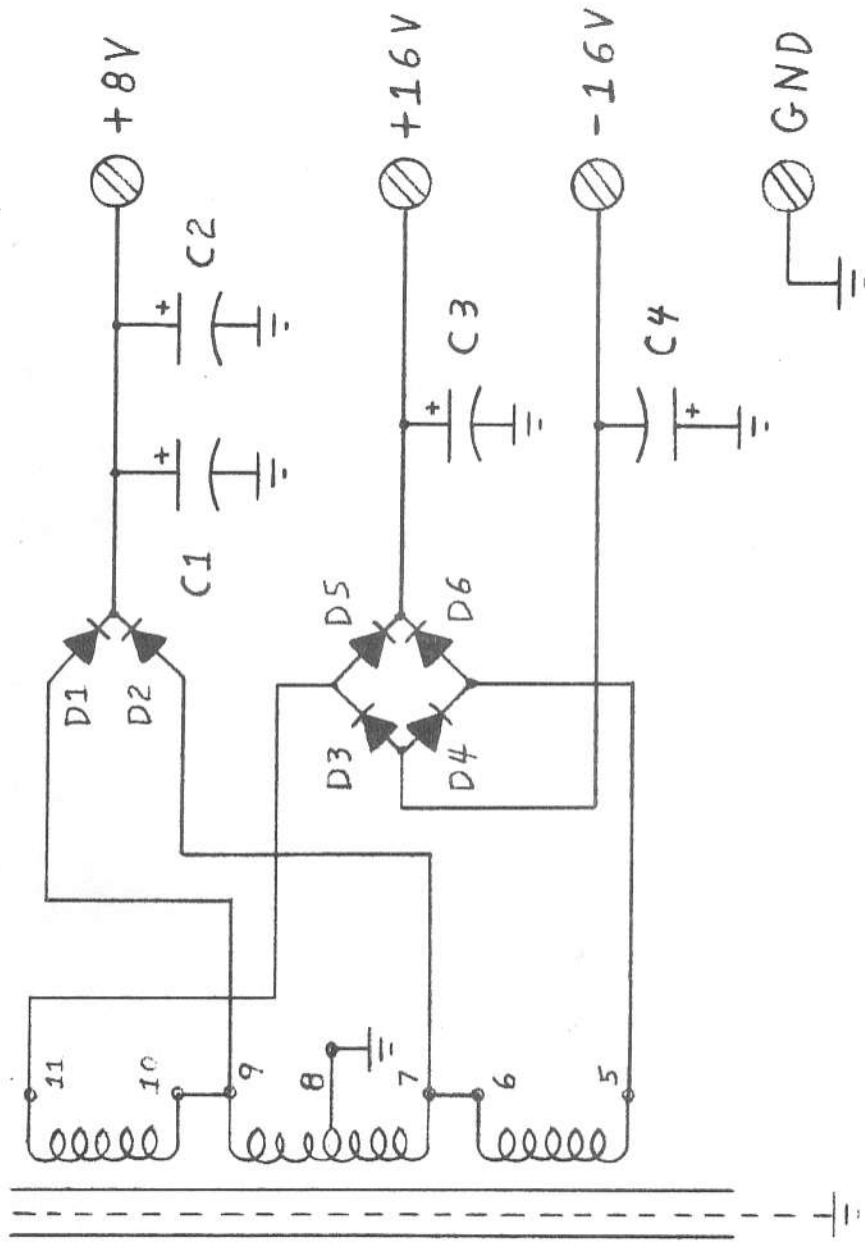 +8V
+16V
-16V
GND
C2
C1
C3
C4
+
+
+
+
D1
D2
D5
D6
D3
D4
11
10
9
8
7
6
5